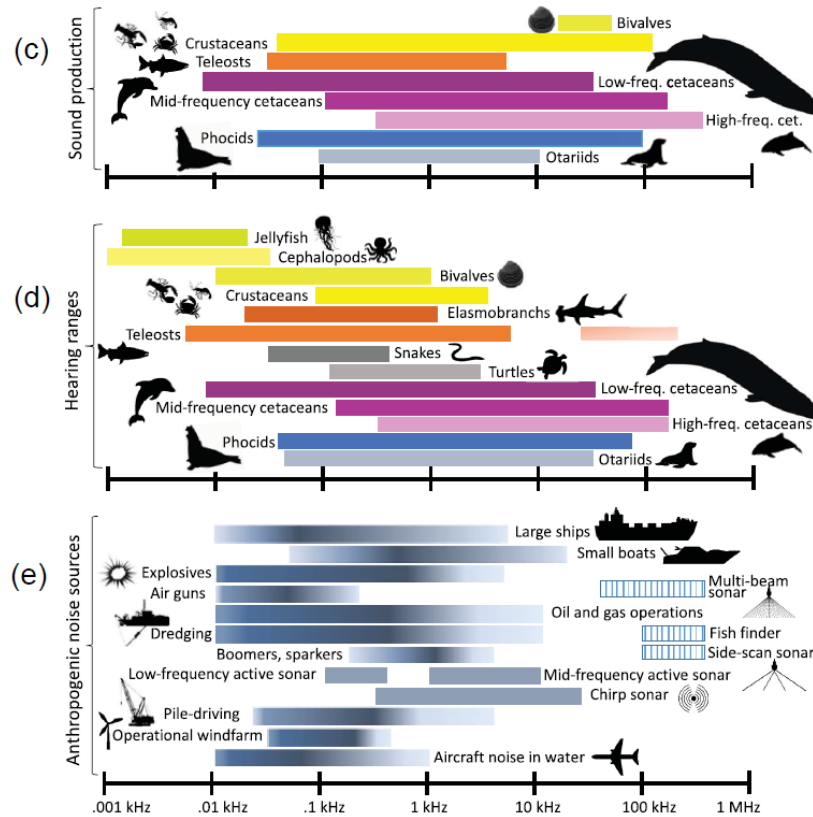 (c)
Sound production
Bivalves
Crustaceans
Teleosts
Low-freq. cetaceans
Mid-frequency cetaceans
High-freq. cet.
Phocids
Otariids
(d)
Hearing ranges
Jellyfish
Cephalopods
Bivalves
Crustaceans
Elasmobranchs
Teleosts
Snakes
Turtles
Low-freq. cetaceans
Mid-frequency cetaceans
High-freq. cetaceans
Phocids
Otariids
(e)
Anthropogenic noise sources
Large ships
Small boats
Explosives
Multi-beam
sonar
Air guns
Oil and gas operations
Dredging
Fish finder
Boomers, sparkers
Side-scan sonar
Low-frequency active sonar
Mid-frequency active sonar
Chirp sonar
Pile-driving
Operational windfarm
Aircraft noise in water
.001 kHz .01 kHz .1 kHz 1 kHz 10 kHz 100 kHz 1 MHz